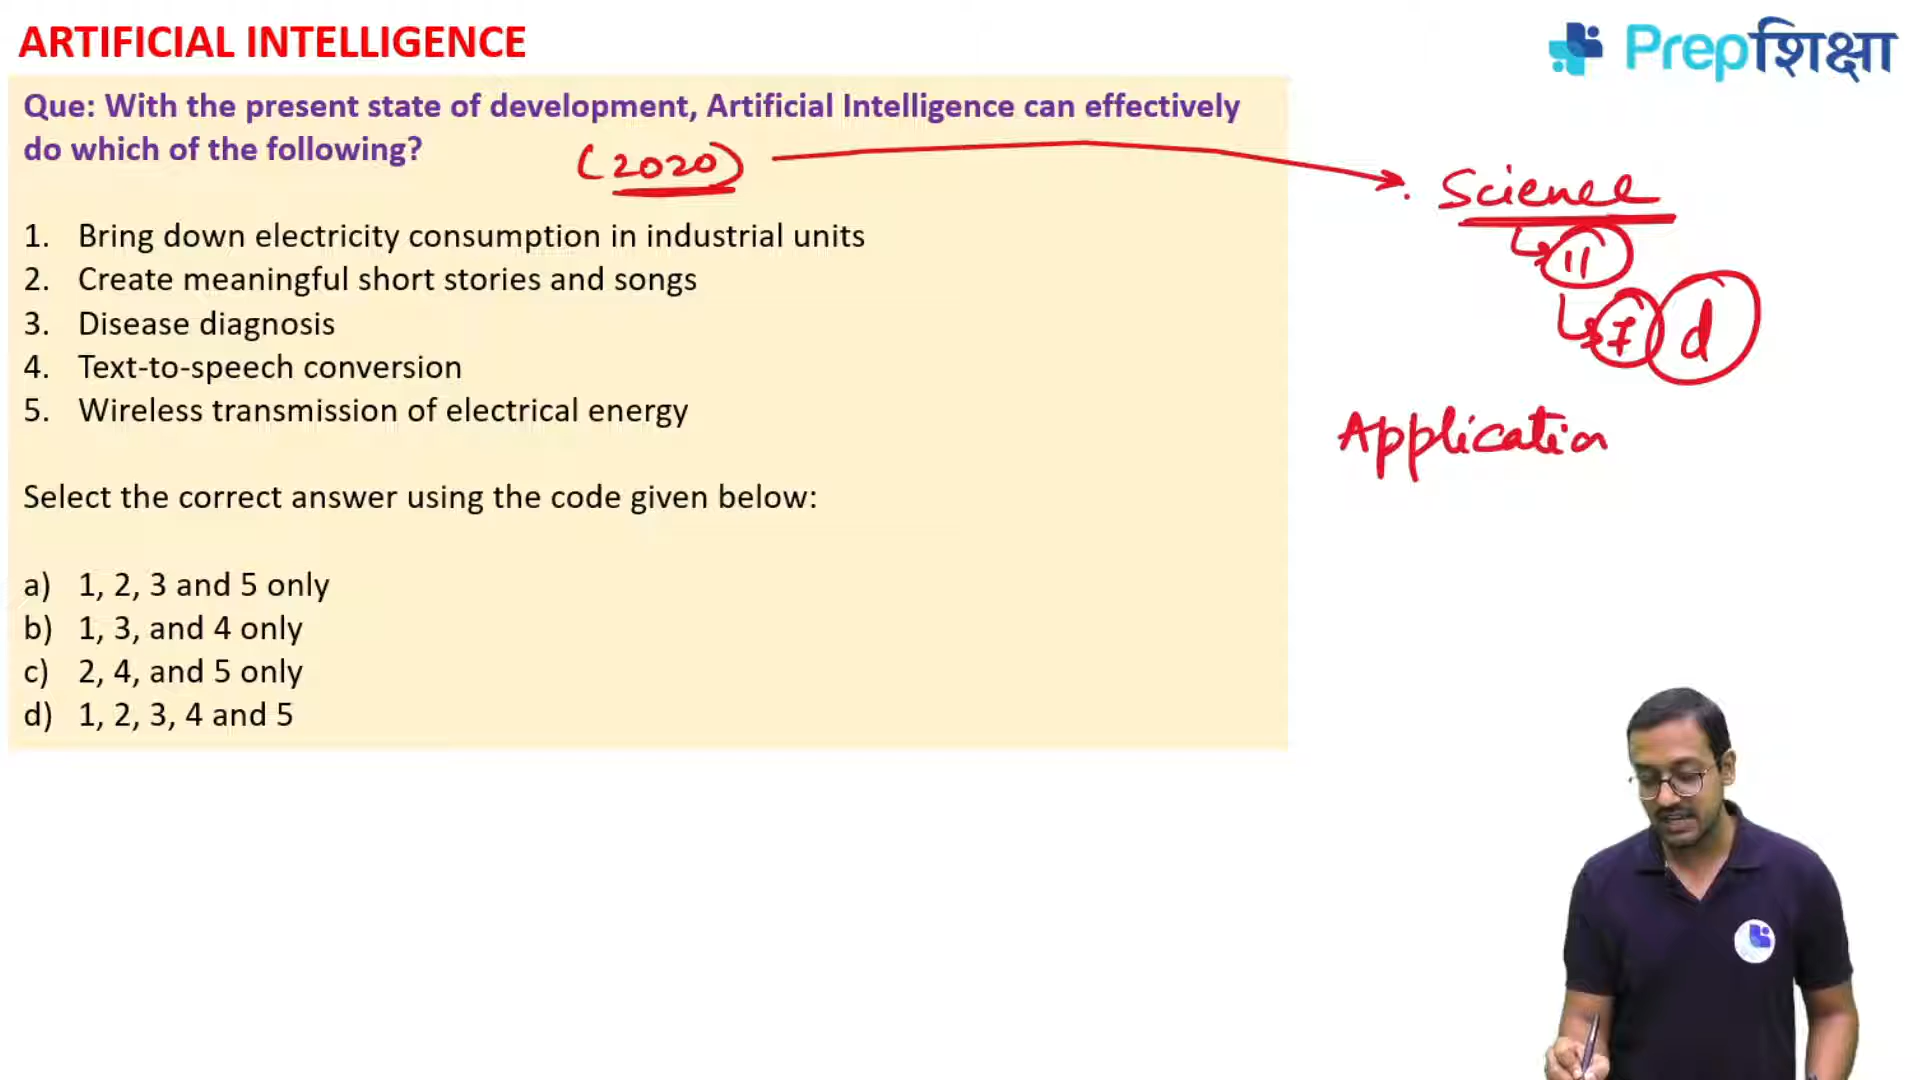 ARTIFICIAL INTELLIGENCE
Prepशिक्षा
Que: With the present state of development, Artificial Intelligence can effectively
do which of the following?
(2020)
Science
11
7 d
Application
1. Bring down electricity consumption in industrial units
2. Create meaningful short stories and songs
3. Disease diagnosis
4. Text-to-speech conversion
5. Wireless transmission of electrical energy
Select the correct answer using the code given below:
a) 1, 2, 3 and 5 only
b) 1, 3, and 4 only
c) 2, 4, and 5 only
d) 1, 2, 3, 4 and 5